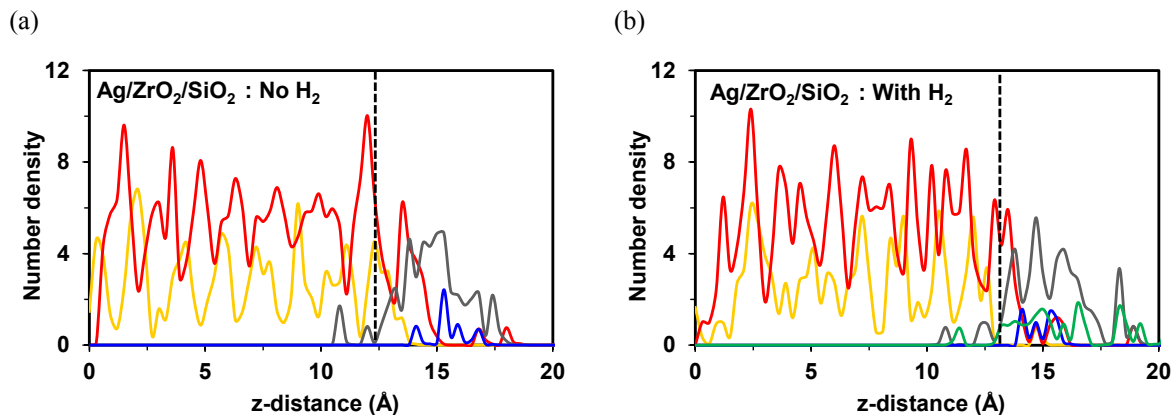 (a)
(b)
Ag/ZrO₂/SiO₂ : No H₂
Number density
12
8
4
0
0
5
10
15
20
z-distance (Å)
Ag/ZrO₂/SiO₂ : With H₂
Number density
12
8
4
0
0
5
10
15
20
z-distance (Å)